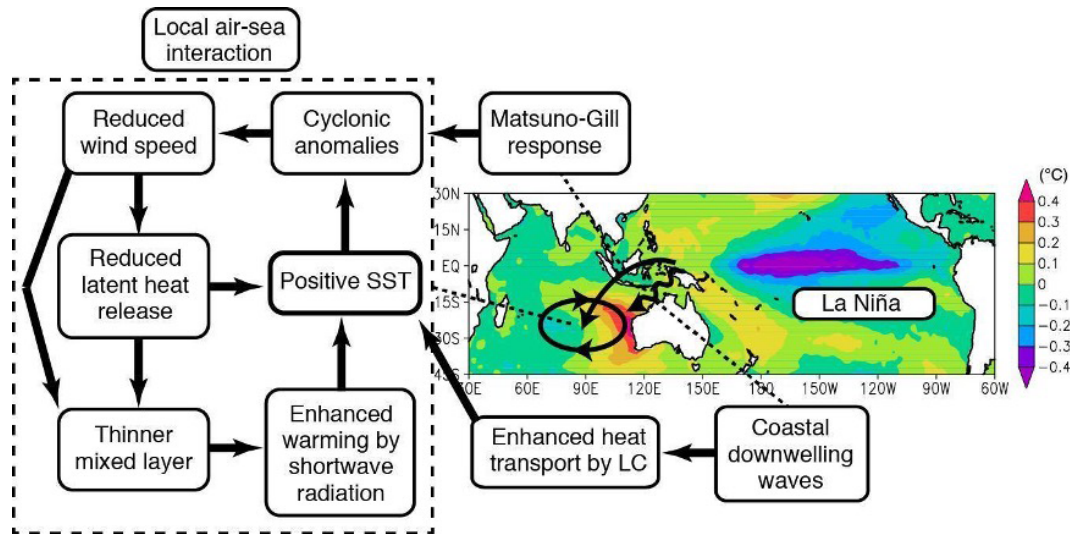 Local air-sea
interaction
Reduced
wind speed
Cyclonic
anomalies
Matsuno-Gill
response
Reduced
latent heat
release
Positive SST
Thinner
mixed layer
Enhanced
warming by
shortwave
radiation
Enhanced heat
transport by LC
Coastal
downwelling
waves
La Niña
30N
15N
EQ
15S
30S
45S
30E
60E
90E
120E
150E
180
150W
120W
90W
60W
(°C)
0.4
0.3
0.2
0.1
0
−0.1
−0.2
−0.3
−0.4